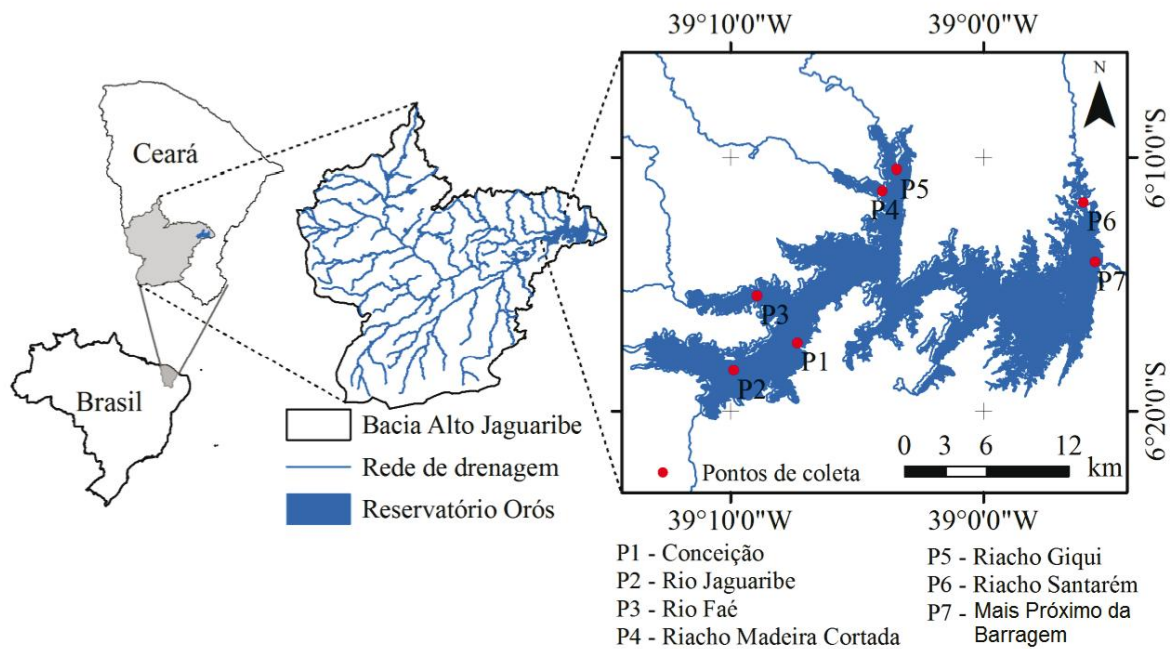 39°10'0"W 39°0'0"W
N
Ceará
6°10'0"S
P5
P4
P6
P7
P3
P1
P2
Brasil
6°20'0"S
Bacia Alto Jaguaribe
Rede de drenagem
Reservatório Orós
0 3 6 12
km
Pontos de coleta
39°10'0"W 39°0'0"W
P1 - Conceição
P2 - Rio Jaguaribe
P3 - Rio Faé
P4 - Riacho Madeira Cortada
P5 - Riacho Giqui
P6 - Riacho Santarém
P7 - Mais Próximo da
Barragem